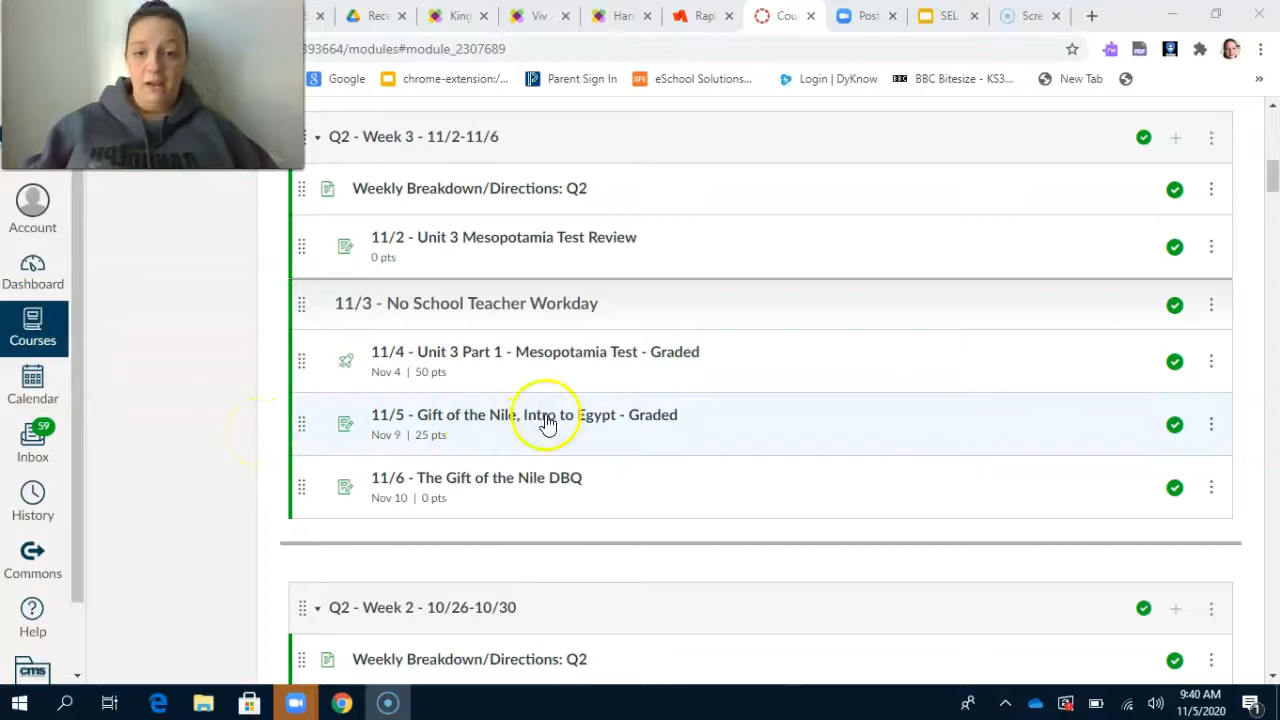 Rece
King
Viv
Han
Rap
Cou
Post
SEL
Scre
393664/modules#module_2307689
Google
chrome-extension:/...
Parent Sign In
SFE
eSchool Solutions...
Login | DyKnow
BBC
BBC Bitesize - KS3...
New Tab
»
Q2 - Week 3 - 11/2-11/6
Weekly Breakdown/Directions: Q2
11/2 - Unit 3 Mesopotamia Test Review
0 pts
11/3 - No School Teacher Workday
11/4 - Unit 3 Part 1 - Mesopotamia Test - Graded
Nov 4 | 50 pts
11/5 - Gift of the Nile, Intro to Egypt - Graded
Nov 9 | 25 pts
11/6 - The Gift of the Nile DBQ
Nov 10 | 0 pts
Q2 - Week 2 - 10/26-10/30
Weekly Breakdown/Directions: Q2
Account
Dashboard
Courses
Calendar
59
Inbox
History
Commons
Help
cms
9:40 AM
11/5/2020
1